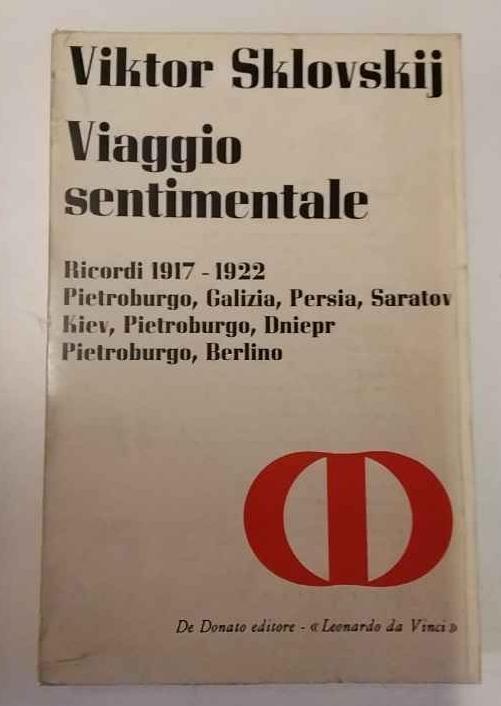 Viktor Sklovskij
Viaggio
sentimentale
Ricordi 1917 - 1922
Pietroburgo, Galizia, Persia, Saratov
Kiev, Pietroburgo, Dniepr
Pietroburgo, Berlino
De Donato editore - «Leonardo da Vinci»